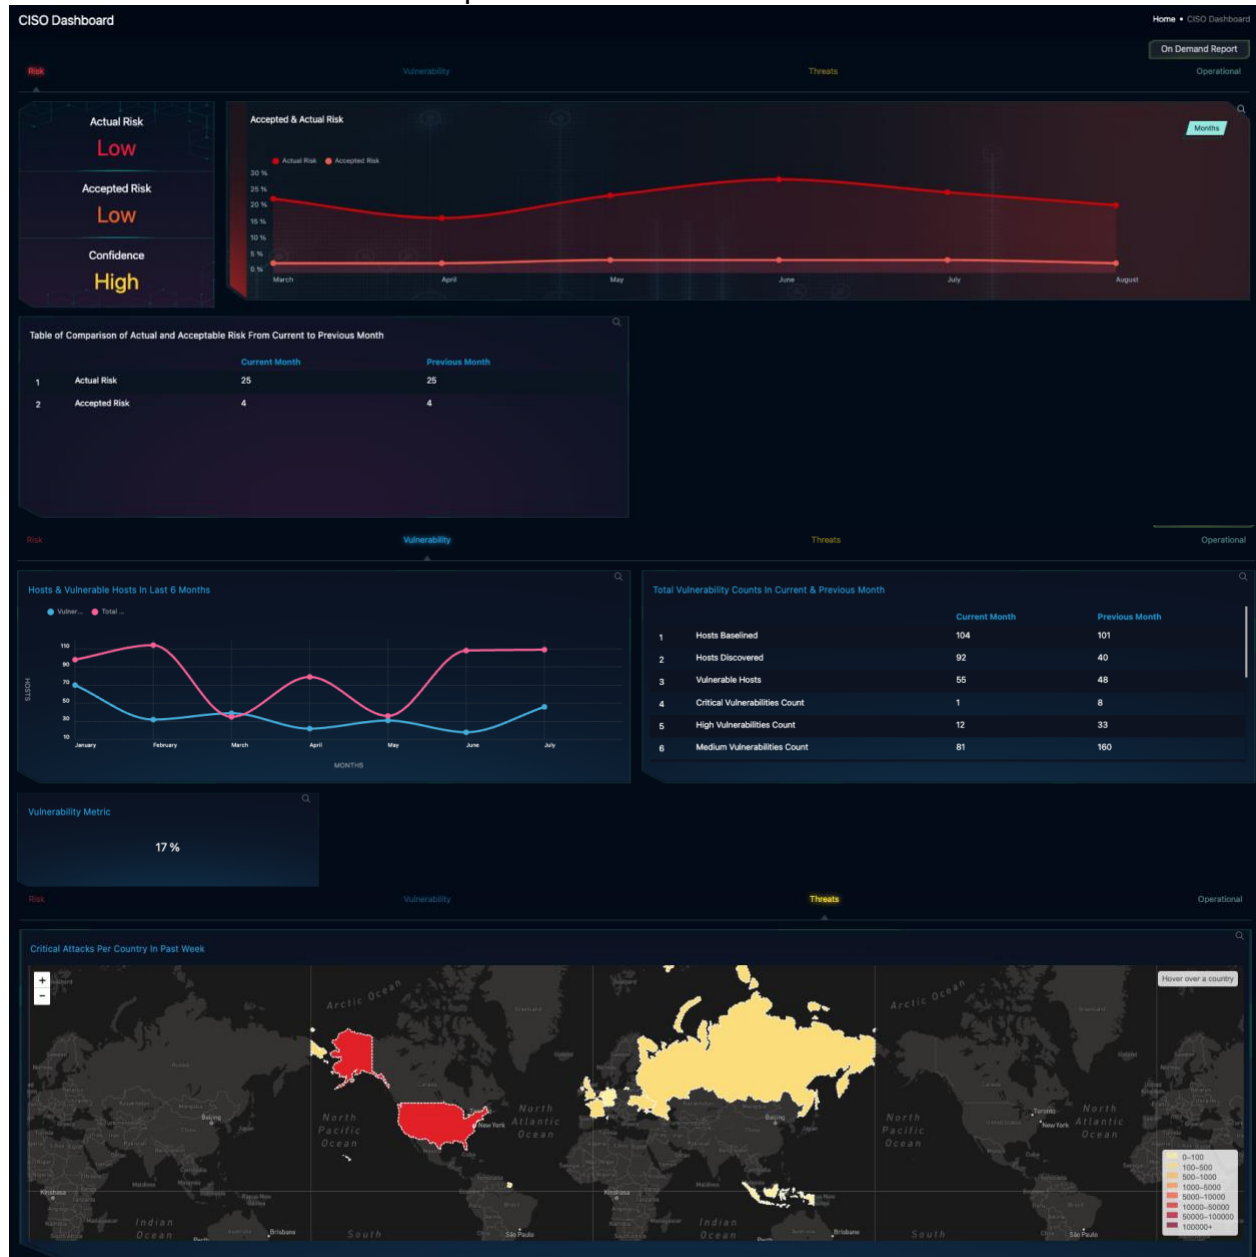 CISO Dashboard
Home • CISO Dashboard
On Demand Report
Risk Vulnerability Threats Operational
Actual Risk
Low
Accepted Risk
Low
Confidence
High
Accepted & Actual Risk
Months
Actual Risk Accepted Risk
30 %
25 %
20 %
15 %
10 %
5 %
0 %
March April May June July August
Table of Comparison of Actual and Acceptable Risk From Current to Previous Month
Current Month Previous Month
1 Actual Risk 25 25
2 Accepted Risk 4 4
Risk Vulnerability Threats Operational
Hosts & Vulnerable Hosts In Last 6 Months
Vulner... Total ...
HOSTS
110
90
70
50
30
10
January February March April May June July
MONTHS
Total Vulnerability Counts In Current & Previous Month
Current Month Previous Month
1 Hosts Baselined 104 101
2 Hosts Discovered 92 40
3 Vulnerable Hosts 55 48
4 Critical Vulnerabilities Count 1 8
5 High Vulnerabilities Count 12 33
6 Medium Vulnerabilities Count 81 160
Vulnerability Metric
17 %
Risk Vulnerability Threats Operational
Critical Attacks Per Country In Past Week
+
−
Hover over a country
Arctic Ocean
Arctic Ocean
Beijing
Beijing
North Pacific Ocean
New York
North Atlantic Ocean
North Pacific Ocean
Toronto
New York
North Atlantic Ocean
Kinshasa
Kinshasa
Indian Ocean
Brisbane
Perth
South
São Paulo
Indian Ocean
Brisbane
Perth
South
São Paulo
0–100
100–500
500–1000
1000–5000
5000–10000
10000–50000
50000–100000
100000+